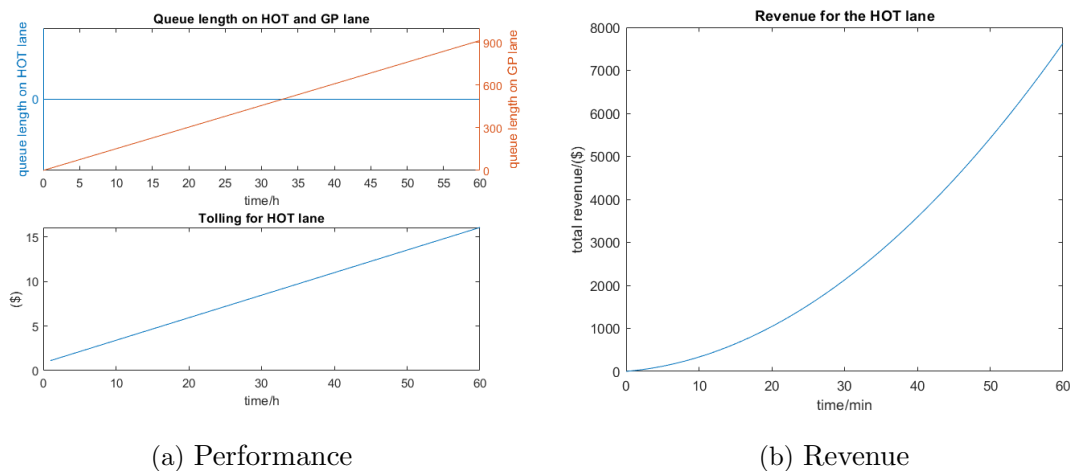 Queue length on HOT and GP lane
queue length on HOT lane
0
900
600
300
0
queue length on GP lane
0 5 10 15 20 25 30 35 40 45 50 55 60
time/h
Tolling for HOT lane
($)
15
10
5
0
0 10 20 30 40 50 60
time/h
(a) Performance
Revenue for the HOT lane
total revenue/($)
8000
7000
6000
5000
4000
3000
2000
1000
0
0 10 20 30 40 50 60
time/min
(b) Revenue